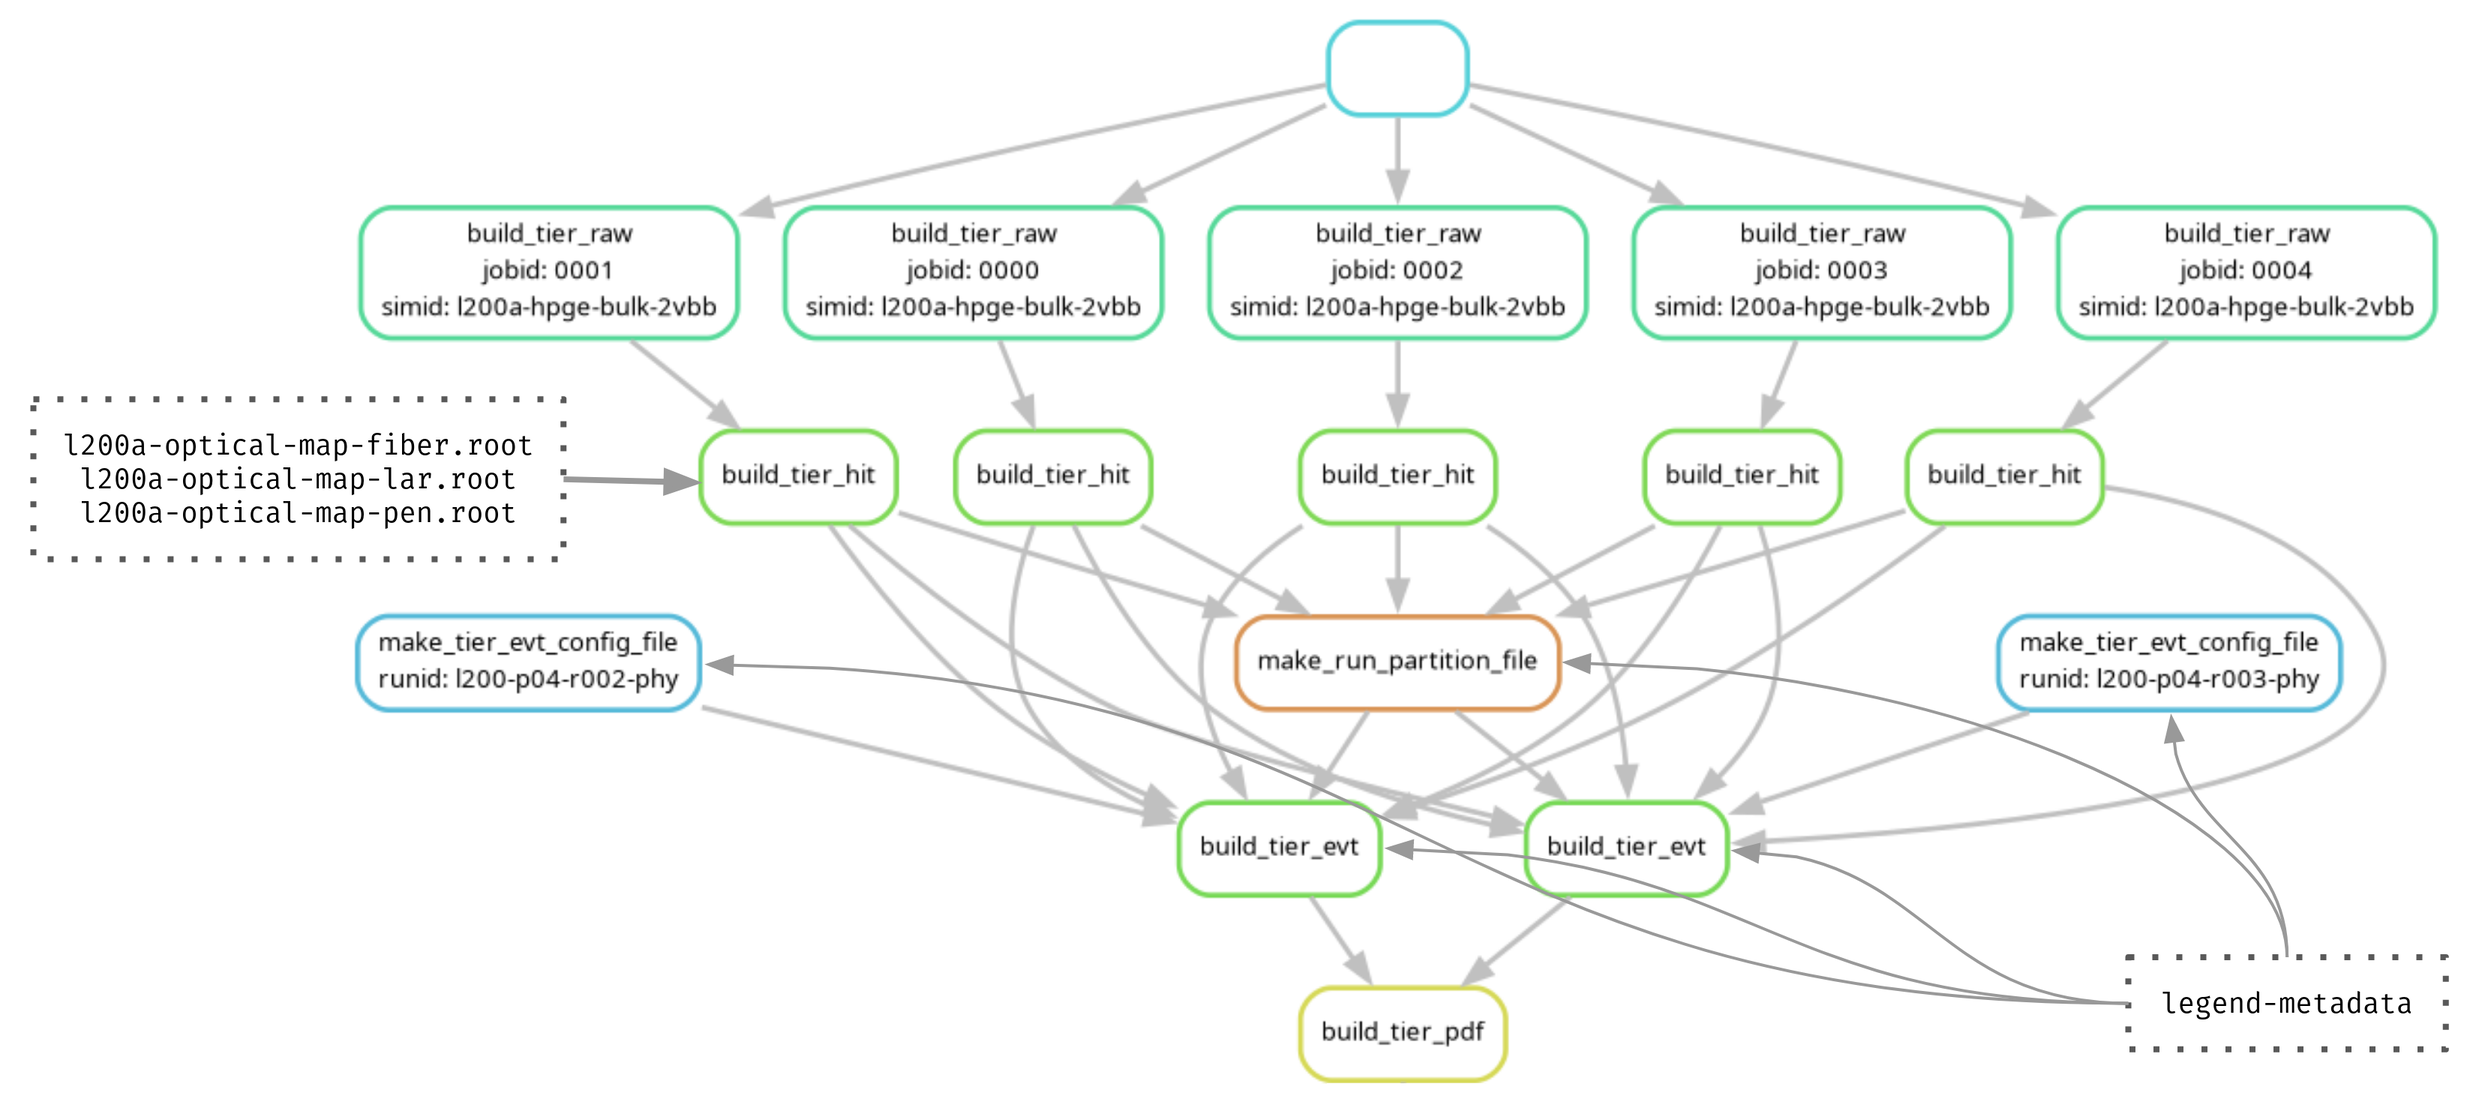 build_tier_raw
jobid: 0001
simid: l200a-hpge-bulk-2vbb
build_tier_raw
jobid: 0000
simid: l200a-hpge-bulk-2vbb
build_tier_raw
jobid: 0002
simid: l200a-hpge-bulk-2vbb
build_tier_raw
jobid: 0003
simid: l200a-hpge-bulk-2vbb
build_tier_raw
jobid: 0004
simid: l200a-hpge-bulk-2vbb
l200a-optical-map-fiber.root
l200a-optical-map-lar.root
l200a-optical-map-pen.root
build_tier_hit
build_tier_hit
build_tier_hit
build_tier_hit
build_tier_hit
make_tier_evt_config_file
runid: l200-p04-r002-phy
make_run_partition_file
make_tier_evt_config_file
runid: l200-p04-r003-phy
build_tier_evt
build_tier_evt
legend-metadata
build_tier_pdf